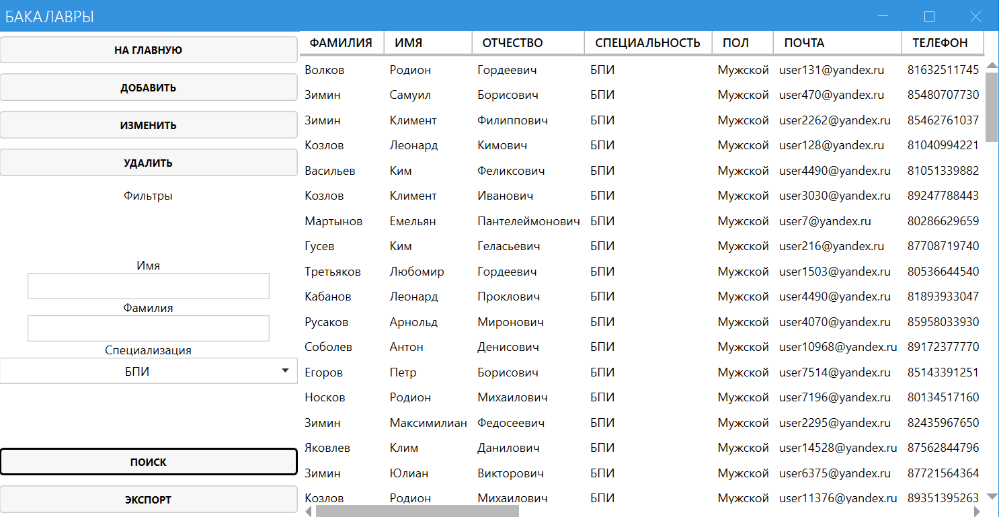 БАКАЛАВРЫ
НА ГЛАВНУЮ
ДОБАВИТЬ
ИЗМЕНИТЬ
УДАЛИТЬ
Фильтры
Имя
Фамилия
Специализация
БПИ
ПОИСК
ЭКСПОРТ
ФАМИЛИЯ ИМЯ ОТЧЕСТВО СПЕЦИАЛЬНОСТЬ ПОЛ ПОЧТА ТЕЛЕФОН
Волков Родион Гордеевич БПИ Мужской user131@yandex.ru 81632511745
Зимин Самуил Борисович БПИ Мужской user470@yandex.ru 85480707730
Зимин Климент Филиппович БПИ Мужской user2262@yandex.ru 85462761037
Козлов Леонард Кимович БПИ Мужской user128@yandex.ru 81040994221
Васильев Ким Феликсович БПИ Мужской user4490@yandex.ru 81051339882
Козлов Климент Иванович БПИ Мужской user3030@yandex.ru 89247788443
Мартынов Емельян Пантелеймонович БПИ Мужской user7@yandex.ru 80286629659
Гусев Ким Геласьевич БПИ Мужской user216@yandex.ru 87708719740
Третьяков Любомир Гордеевич БПИ Мужской user1503@yandex.ru 80536644540
Кабанов Леонард Проклович БПИ Мужской user4490@yandex.ru 81893933047
Русаков Арнольд Миронович БПИ Мужской user4070@yandex.ru 85958033930
Соболев Антон Денисович БПИ Мужской user10968@yandex.ru 89172377770
Егоров Петр Борисович БПИ Мужской user7514@yandex.ru 85143391251
Носков Родион Михаилович БПИ Мужской user7196@yandex.ru 80134517160
Зимин Максимилиан Федосеевич БПИ Мужской user2295@yandex.ru 82435967650
Яковлев Клим Данилович БПИ Мужской user14528@yandex.ru 87562844796
Зимин Юлиан Викторович БПИ Мужской user6375@yandex.ru 87721564364
Козлов Родион Михаилович БПИ Мужской user11376@yandex.ru 89351395263